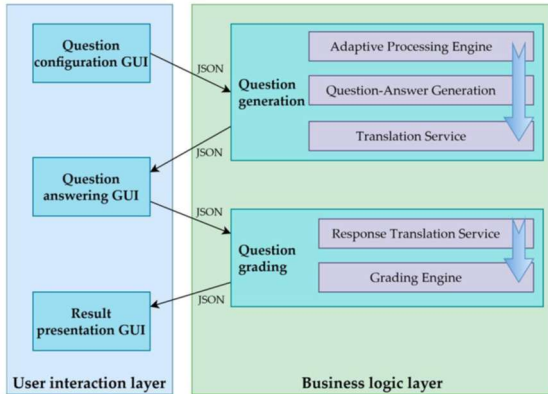 Question
configuration GUI
JSON
Question
generation
Adaptive Processing Engine
Question-Answer Generation
Translation Service
JSON
Question
answering GUI
JSON
Question
grading
Response Translation Service
Grading Engine
JSON
Result
presentation GUI
User interaction layer
Business logic layer